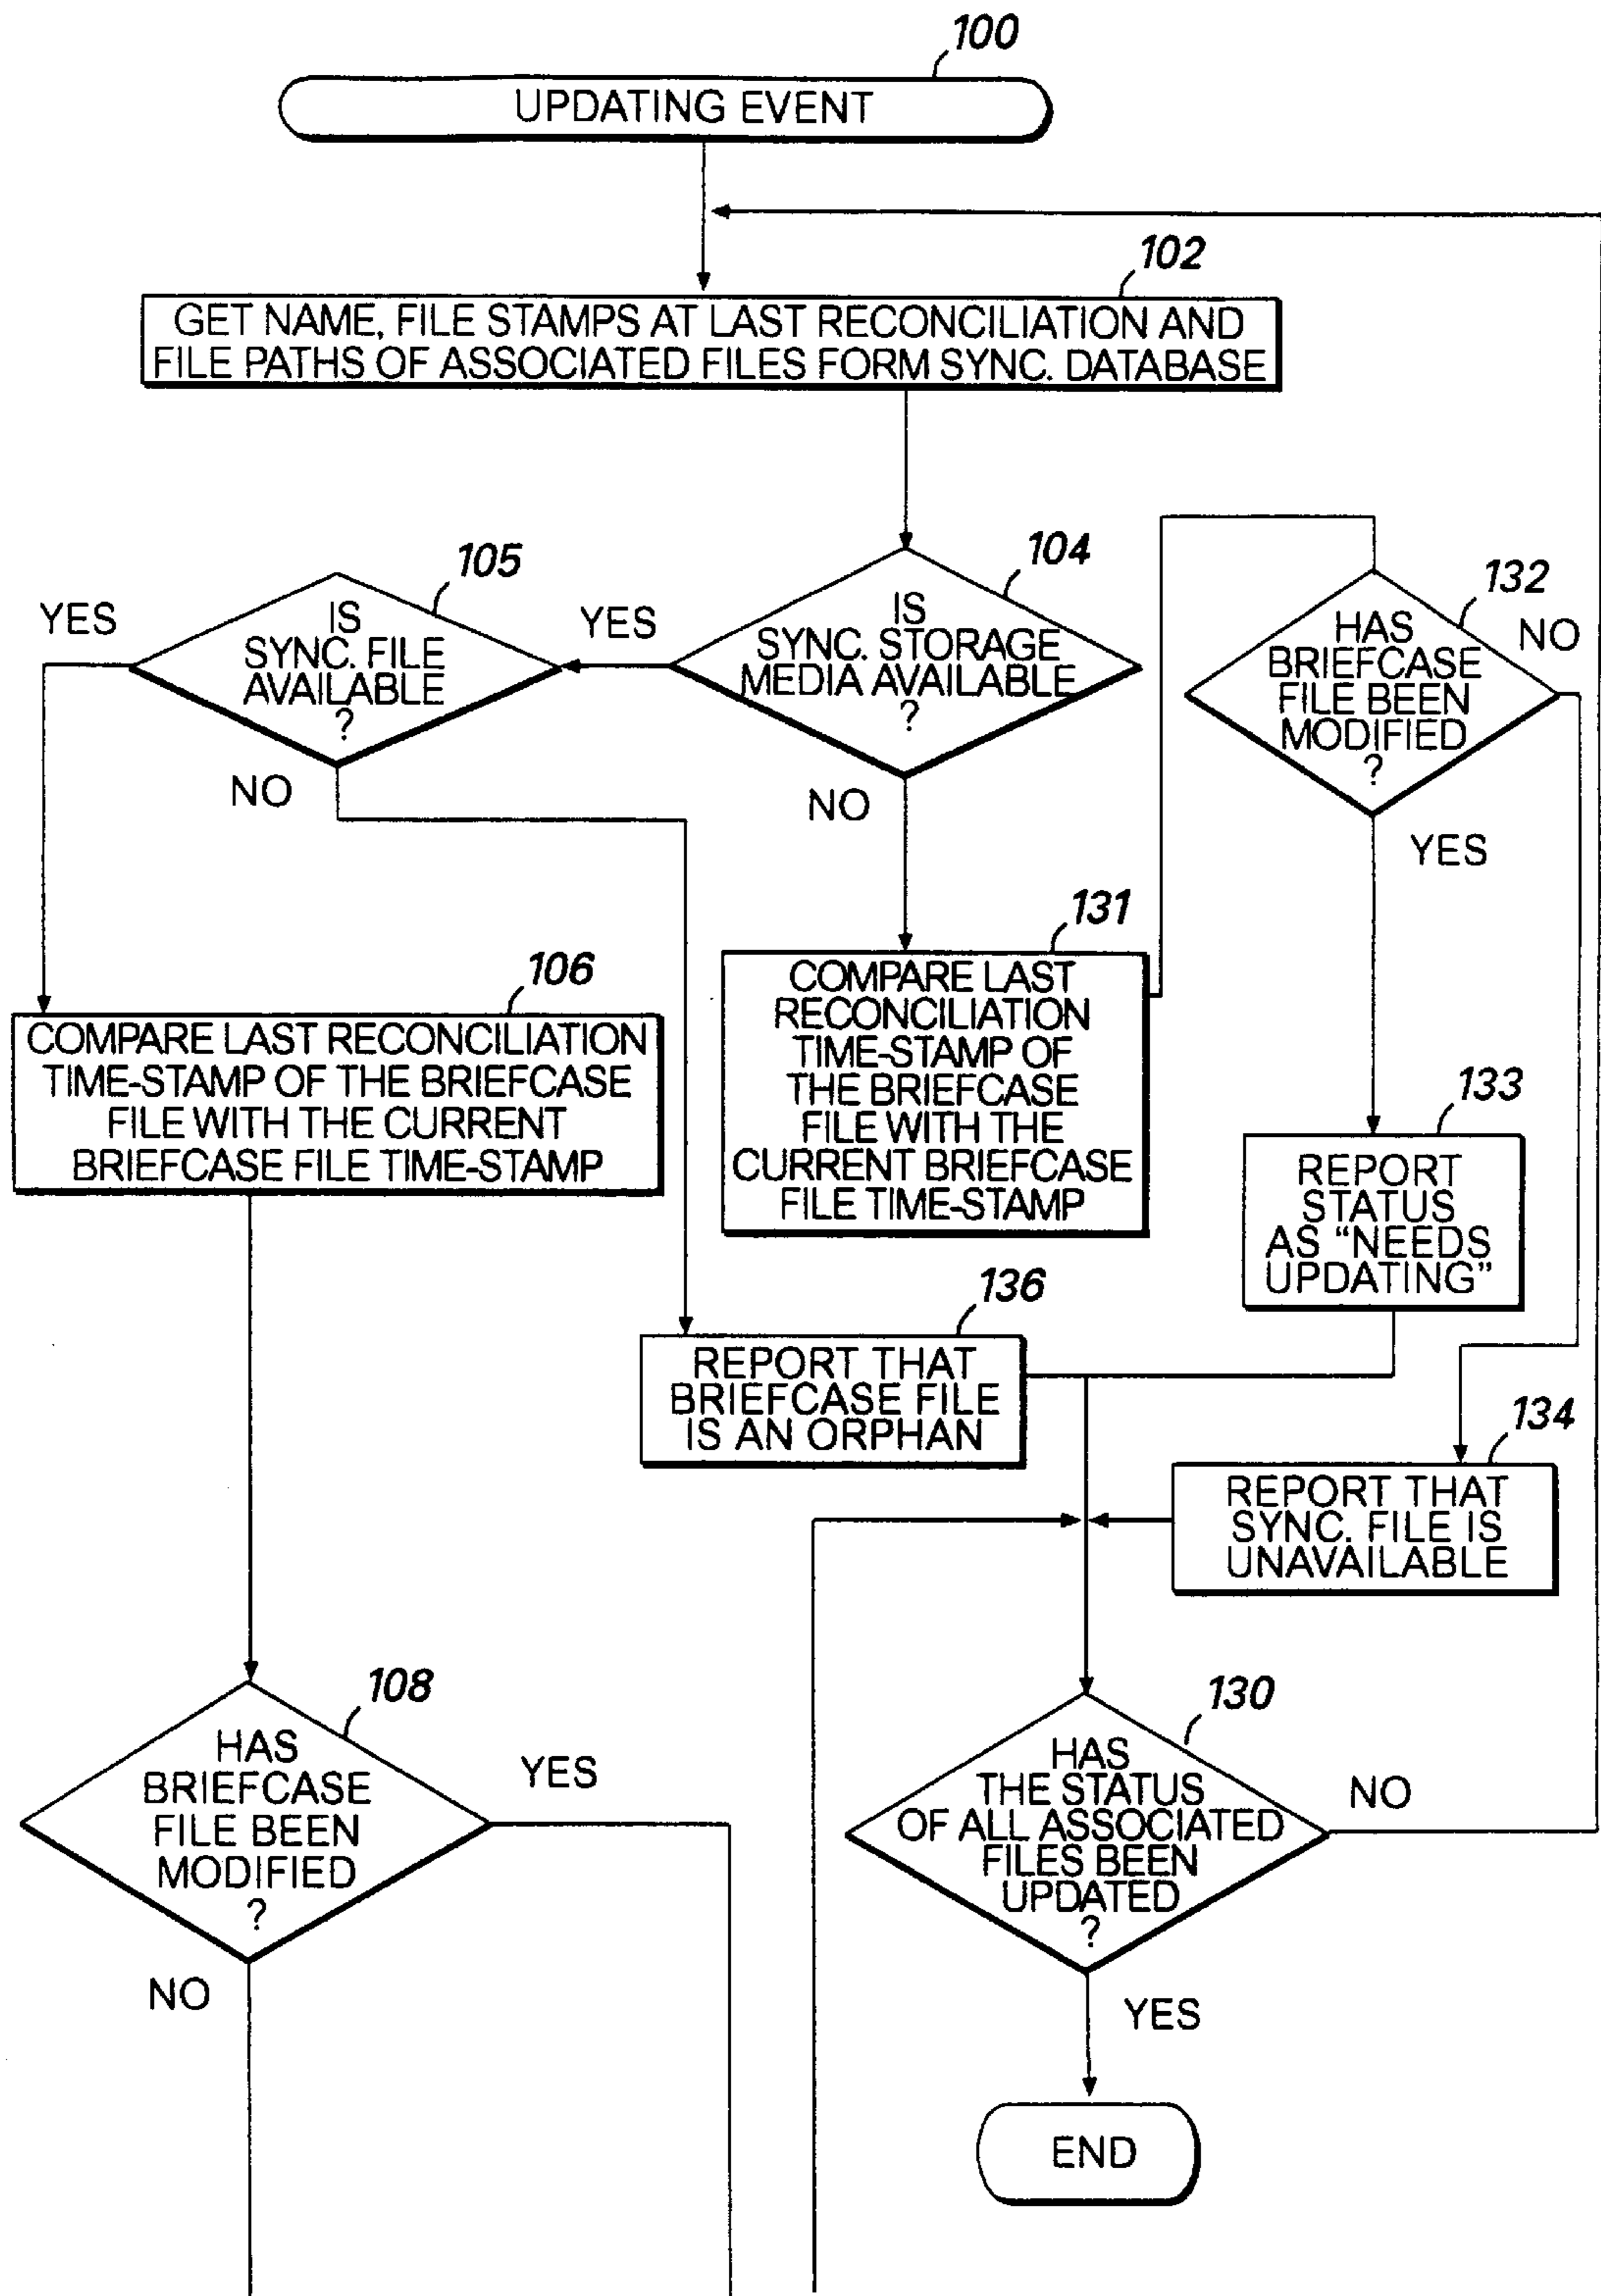 100
UPDATING EVENT
102
GET NAME, FILE STAMPS AT LAST RECONCILIATION AND
FILE PATHS OF ASSOCIATED FILES FORM SYNC. DATABASE
104
IS
SYNC. STORAGE
MEDIA AVAILABLE
?
YES
NO
105
IS
SYNC. FILE
AVAILABLE
?
YES
NO
132
HAS
BRIEFCASE
FILE BEEN
MODIFIED
?
NO
YES
106
COMPARE LAST RECONCILIATION
TIME-STAMP OF THE BRIEFCASE
FILE WITH THE CURRENT
BRIEFCASE FILE TIME-STAMP
131
COMPARE LAST
RECONCILIATION
TIME-STAMP OF
THE BRIEFCASE
FILE WITH THE
CURRENT BRIEFCASE
FILE TIME-STAMP
133
REPORT
STATUS
AS "NEEDS
UPDATING"
136
REPORT THAT
BRIEFCASE FILE
IS AN ORPHAN
134
REPORT THAT
SYNC. FILE IS
UNAVAILABLE
108
HAS
BRIEFCASE
FILE BEEN
MODIFIED
?
YES
NO
130
HAS
THE STATUS
OF ALL ASSOCIATED
FILES BEEN
UPDATED
?
NO
YES
END